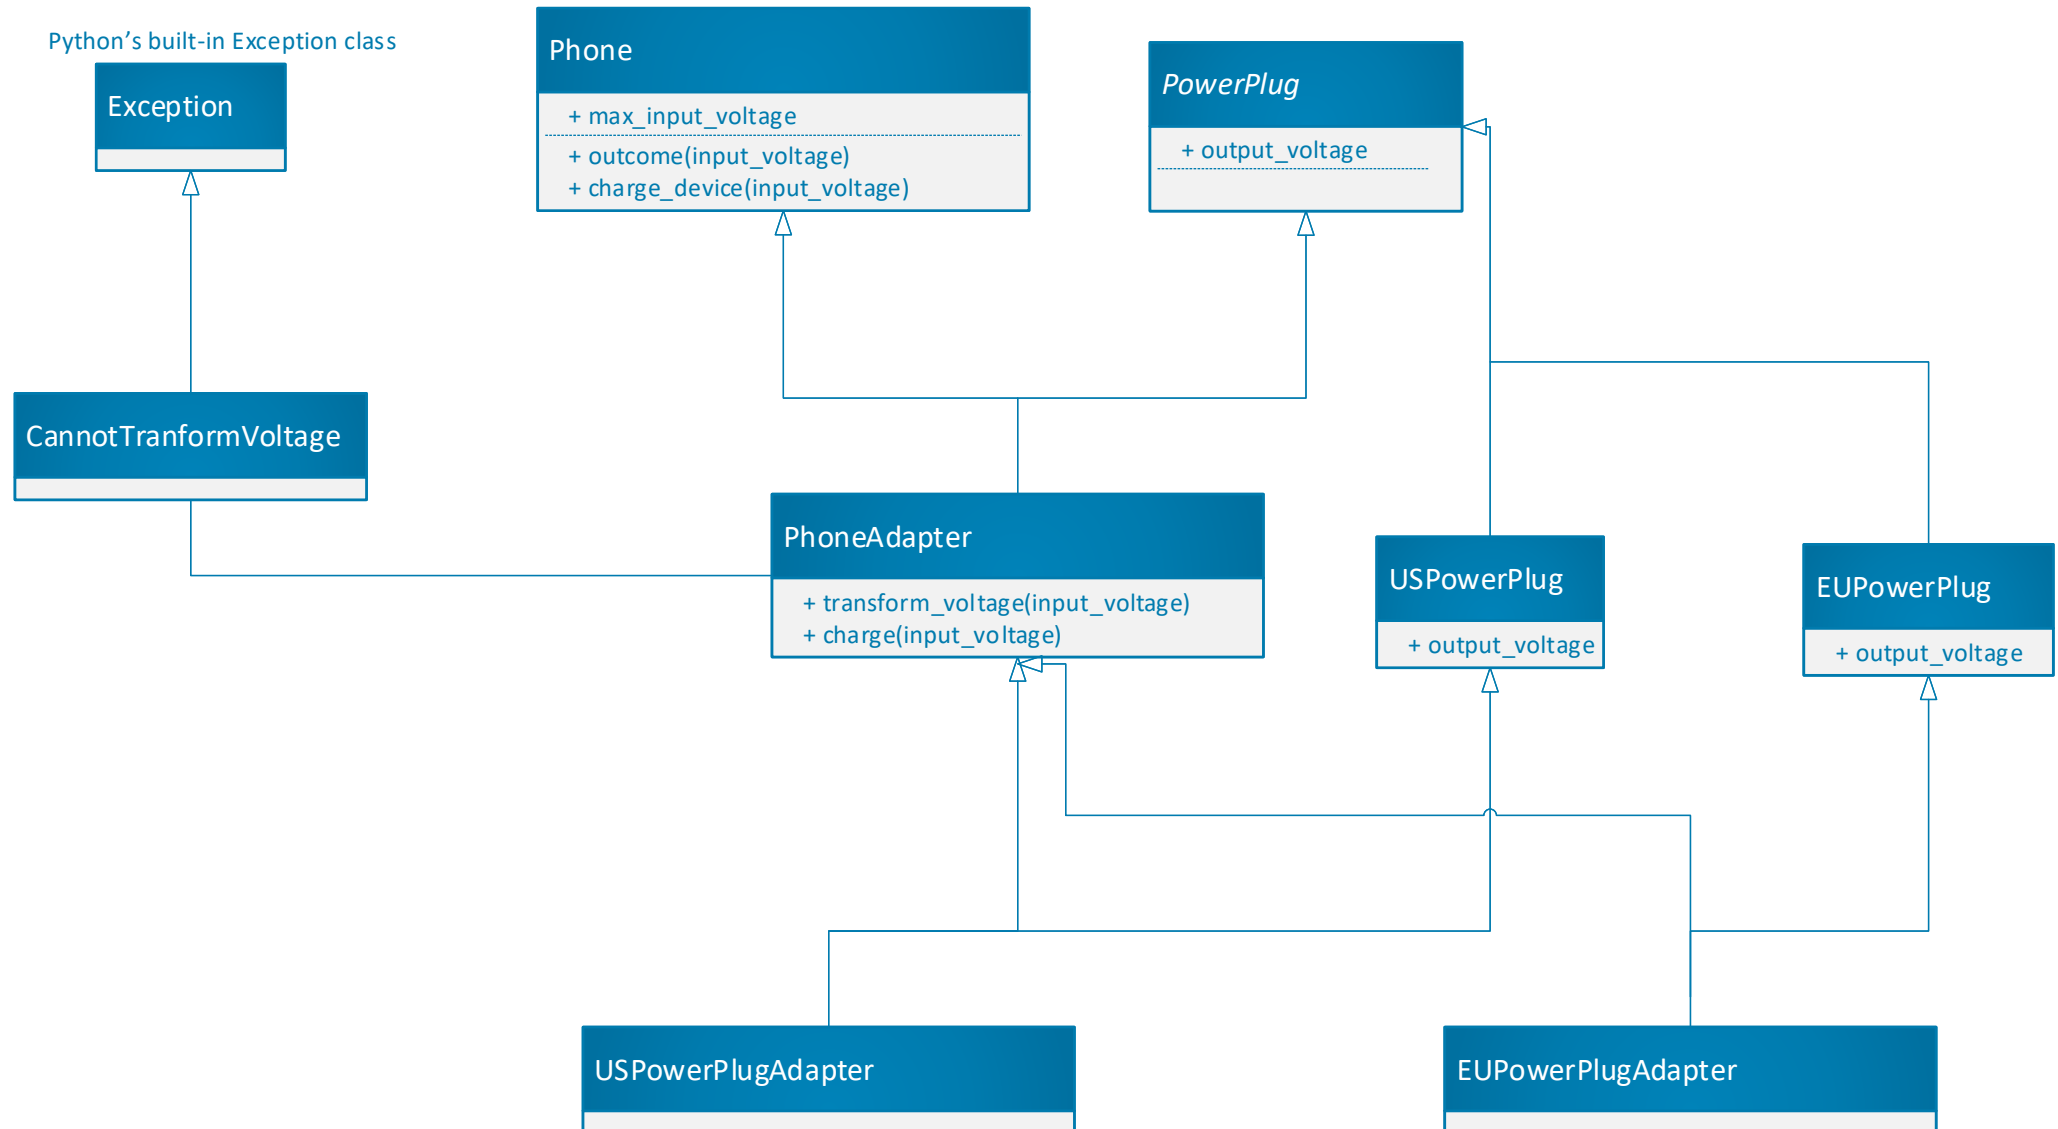 Python’s built-in Exception class
Exception
Phone
+ max_input_voltage
+ outcome(input_voltage)
+ charge_device(input_voltage)
PowerPlug
+ output_voltage
CannotTranformVoltage
PhoneAdapter
+ transform_voltage(input_voltage)
+ charge(input_voltage)
USPowerPlug
+ output_voltage
EUPowerPlug
+ output_voltage
USPowerPlugAdapter
EUPowerPlugAdapter